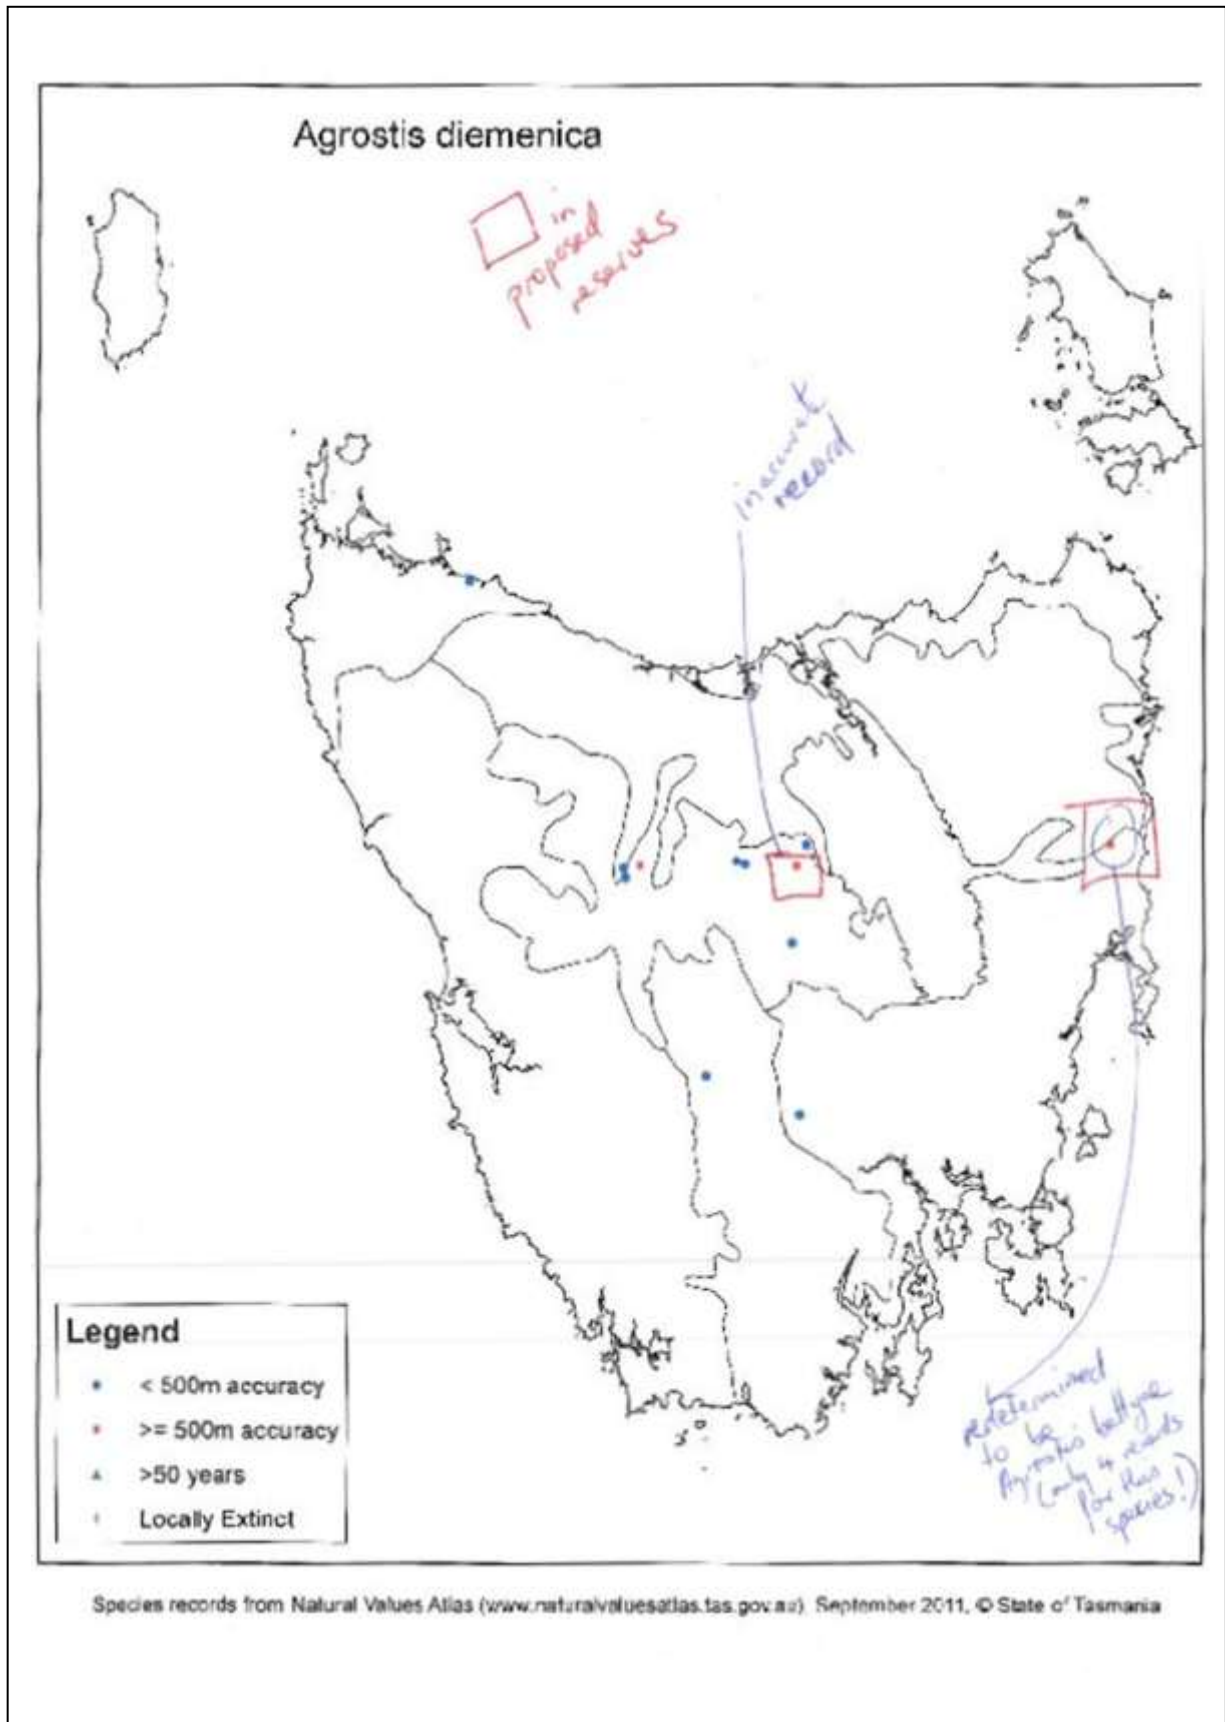 Agrostis diemenica
in
proposed
reserves
inaccurate
record
Legend
< 500m accuracy
>= 500m accuracy
>50 years
Locally Extinct
redetermined
to be
Agrostis
(only 4 records
for this
species!)
Species records from Natural Values Atlas (www.naturalvaluesatlas.tas.gov.au), September 2011, © State of Tasmania